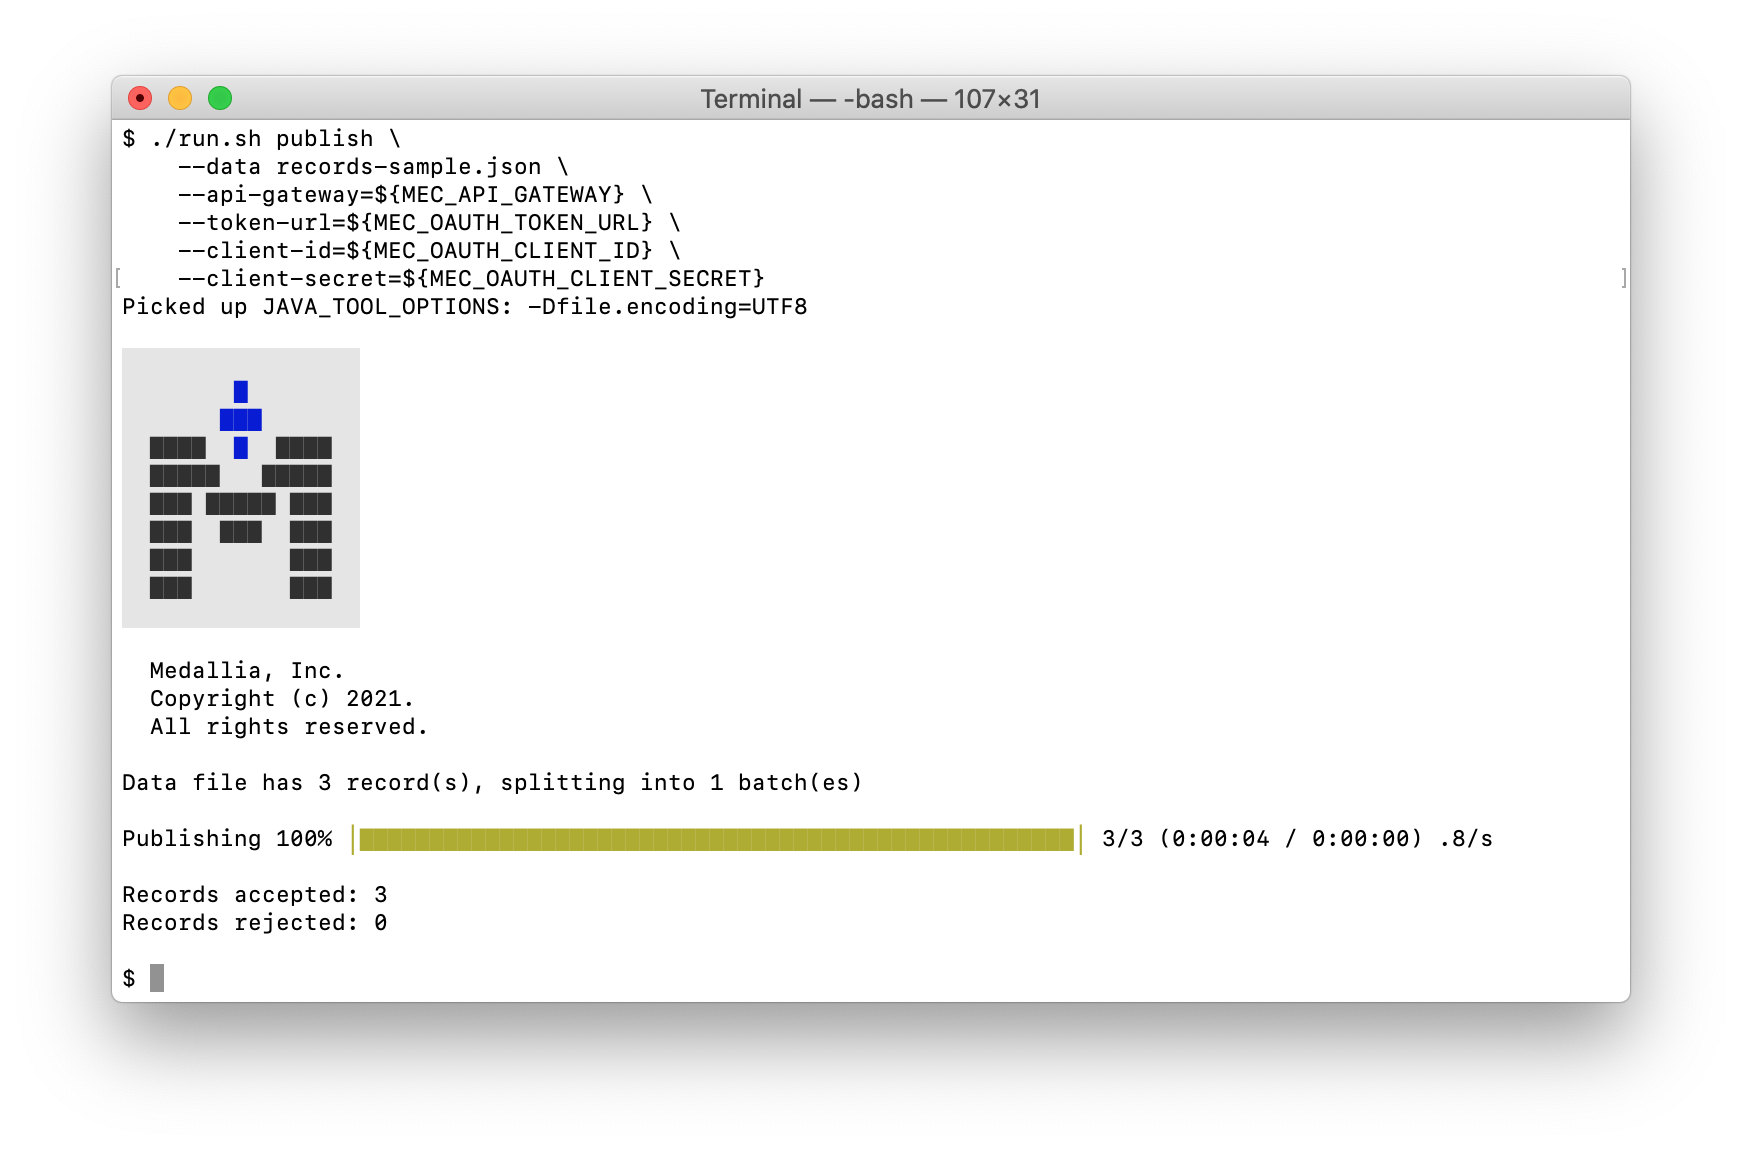 Terminal — -bash — 107×31
$ ./run.sh publish \
    --data records-sample.json \
    --api-gateway=${MEC_API_GATEWAY} \
    --token-url=${MEC_OAUTH_TOKEN_URL} \
    --client-id=${MEC_OAUTH_CLIENT_ID} \
[    --client-secret=${MEC_OAUTH_CLIENT_SECRET} ]
Picked up JAVA_TOOL_OPTIONS: -Dfile.encoding=UTF8
Medallia, Inc.
Copyright (c) 2021.
All rights reserved.
Data file has 3 record(s), splitting into 1 batch(es)
Publishing 100% | | 3/3 (0:00:04 / 0:00:00) .8/s
Records accepted: 3
Records rejected: 0
$